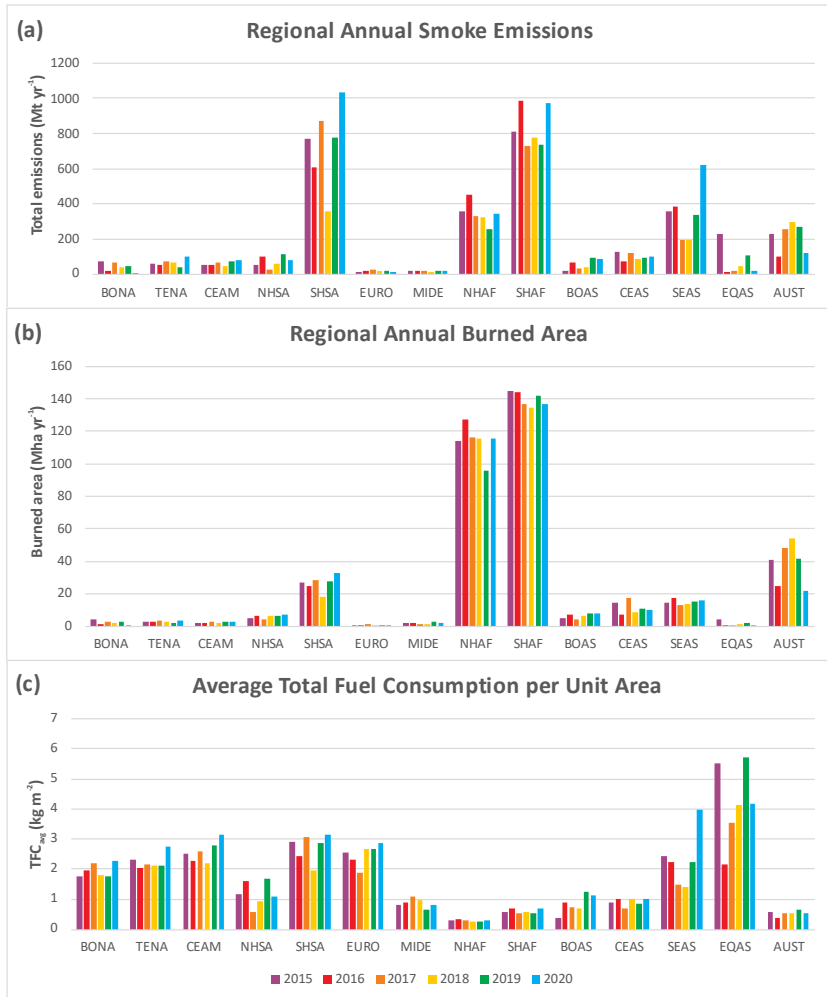 (a) Regional Annual Smoke Emissions
Total emissions (Mt yr⁻¹)
1200
1000
800
600
400
200
0
BONA TENA CEAM NHSA SHSA EURO MIDE NHAF SHAF BOAS CEAS SEAS EQAS AUST
(b) Regional Annual Burned Area
Burned area (Mha yr⁻¹)
160
140
120
100
80
60
40
20
0
BONA TENA CEAM NHSA SHSA EURO MIDE NHAF SHAF BOAS CEAS SEAS EQAS AUST
(c) Average Total Fuel Consumption per Unit Area
TFCavg (kg m⁻²)
7
6
5
4
3
2
1
0
BONA TENA CEAM NHSA SHSA EURO MIDE NHAF SHAF BOAS CEAS SEAS EQAS AUST
2015 2016 2017 2018 2019 2020